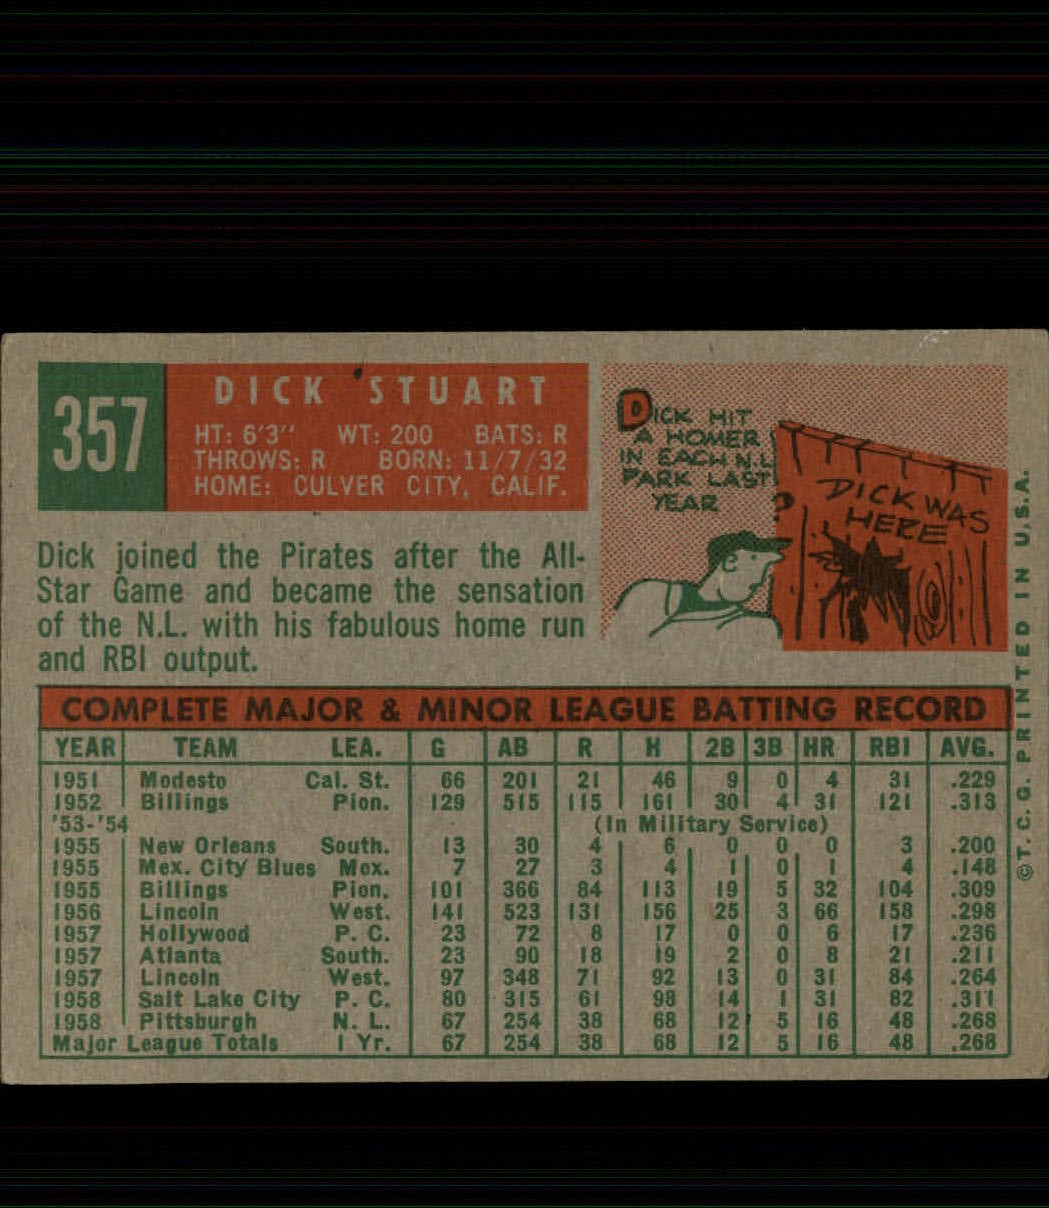 357
DICK STUART
HT: 6'3" WT: 200 BATS: R
THROWS: R BORN: 11/7/32
HOME: CULVER CITY, CALIF.
DICK HIT
A HOMER
IN EACH N.L.
PARK LAST
YEAR
?
DICK WAS
HERE
Dick joined the Pirates after the All-
Star Game and became the sensation
of the N.L. with his fabulous home run
and RBI output.
COMPLETE MAJOR & MINOR LEAGUE BATTING RECORD
YEAR TEAM LEA. G AB R H 2B 3B HR RBI AVG.
1951 Modesto Cal. St. 66 201 21 46 9 0 4 31 .229
1952 Billings Pion. 129 515 115 161 30 4 31 121 .313
'53-'54 (In Military Service)
1955 New Orleans South. 13 30 4 6 0 0 0 3 .200
1955 Mex. City Blues Mex. 7 27 3 4 1 0 1 4 .148
1955 Billings Pion. 101 366 84 113 19 5 32 104 .309
1956 Lincoln West. 141 523 131 156 25 3 66 158 .298
1957 Hollywood P. C. 23 72 8 17 0 0 6 17 .236
1957 Atlanta South. 23 90 18 19 2 0 8 21 .211
1957 Lincoln West. 97 348 71 92 13 0 31 84 .264
1958 Salt Lake City P. C. 80 315 61 98 14 1 31 82 .311
1958 Pittsburgh N. L. 67 254 38 68 12 5 16 48 .268
Major League Totals 1 Yr. 67 254 38 68 12 5 16 48 .268
©T.C.G. PRINTED IN U.S.A.